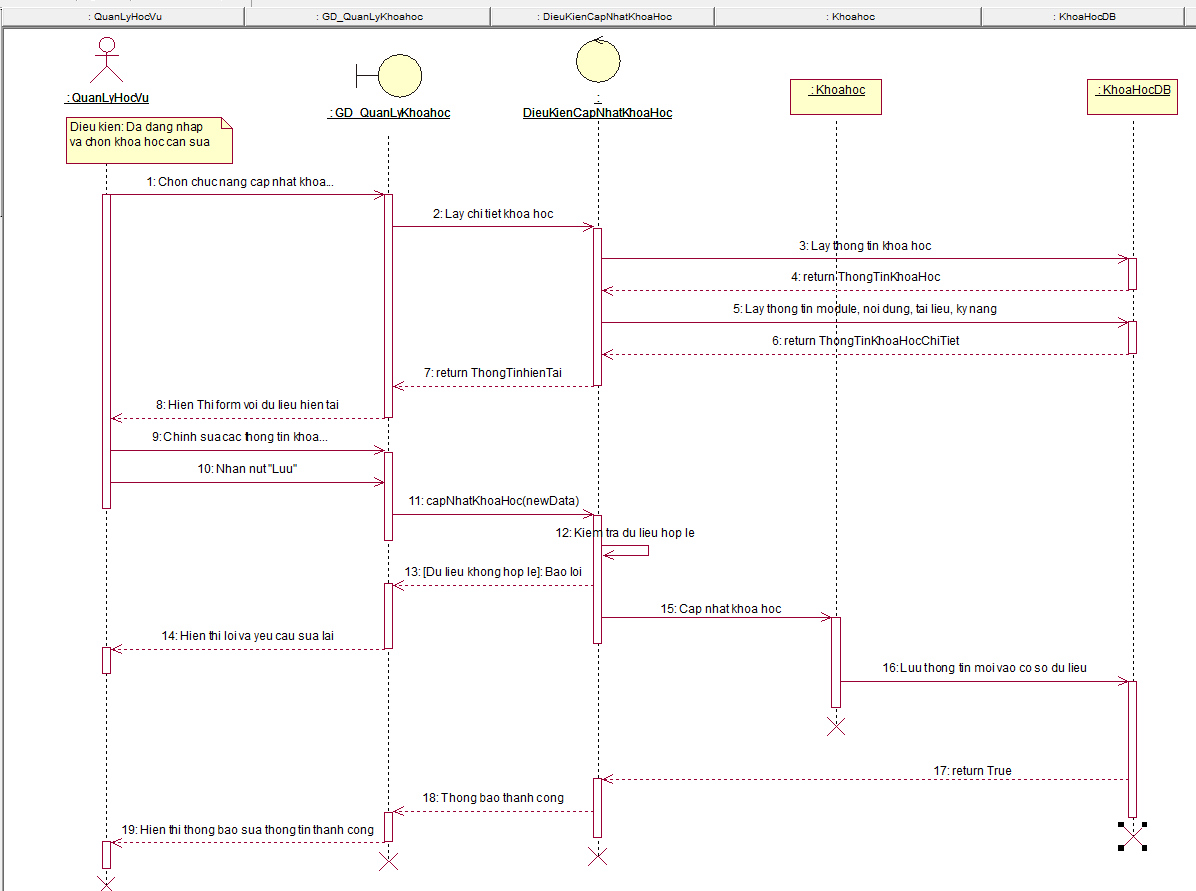 : QuanLyHocVu
: GD_QuanLyKhoahoc
: DieuKienCapNhatKhoaHoc
: Khoahoc
: KhoaHocDB
: QuanLyHocVu
: GD_QuanLyKhoahoc
:
DieuKienCapNhatKhoaHoc
: Khoahoc
: KhoaHocDB
Dieu kien: Da dang nhap
va chon khoa hoc can sua
1: Chon chuc nang cap nhat khoa...
2: Lay chi tiet khoa hoc
3: Lay thong tin khoa hoc
4: return ThongTinKhoaHoc
5: Lay thong tin module, noi dung, tai lieu, ky nang
6: return ThongTinKhoaHocChiTiet
7: return ThongTinhienTai
8: Hien Thi form voi du lieu hien tai
9: Chinh sua cac thong tin khoa...
10: Nhan nut "Luu"
11: capNhatKhoaHoc(newData)
12: Kiem tra du lieu hop le
13: [Du lieu khong hop le]: Bao loi
14: Hien thi loi va yeu cau sua lai
15: Cap nhat khoa hoc
16: Luu thong tin moi vao co so du lieu
17: return True
18: Thong bao thanh cong
19: Hien thi thong bao sua thong tin thanh cong